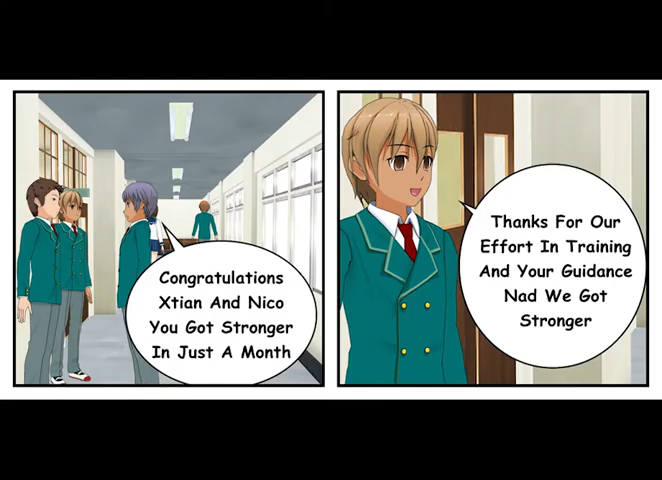 Congratulations
Xtian And Nico
You Got Stronger
In Just A Month
Thanks For Our
Effort In Training
And Your Guidance
Nad We Got
Stronger